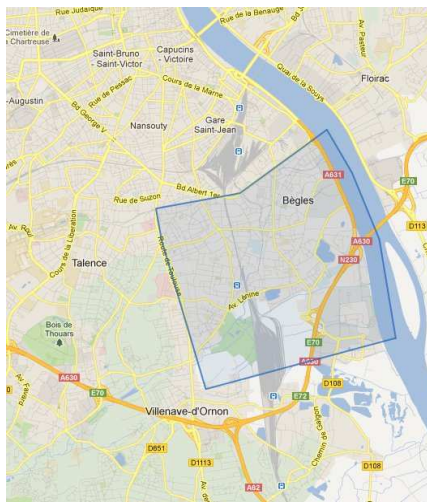 Rue Judaïque
Rue de la Benauge
Cimetière de
la Chartreuse
Saint-Bruno
- Saint-Victor
Capucins
- Victoire
Av. Pasteur
Quai de la Souys
Floirac
Rue de Pessac
Cours de la Marne
-Augustin
Bd George V
Nansouty
Gare
Saint-Jean
A631
E70
Rue de Suzon
Bd Albert 1er
Bègles
D113
A630
Cours de la Libération
Talence
Route de Toulouse
N230
Av. Lénine
Bois de
Thouars
E70
A630
A630
E70
D108
E72
Villenave-d'Ornon
D651
D1113
A62
Chemin
D108